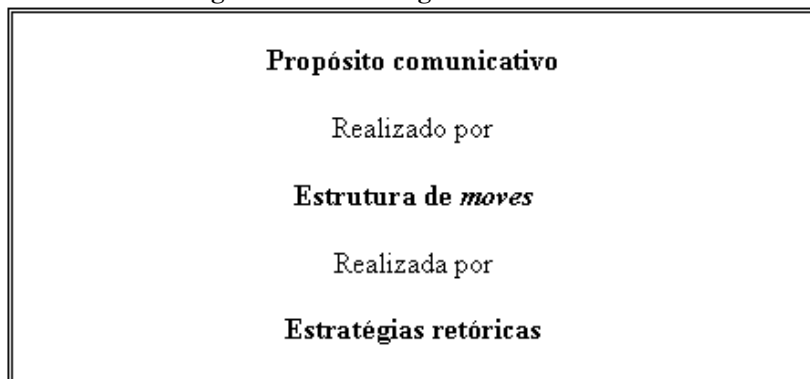 Propósito comunicativo
Realizado por
Estrutura de moves
Realizada por
Estratégias retóricas